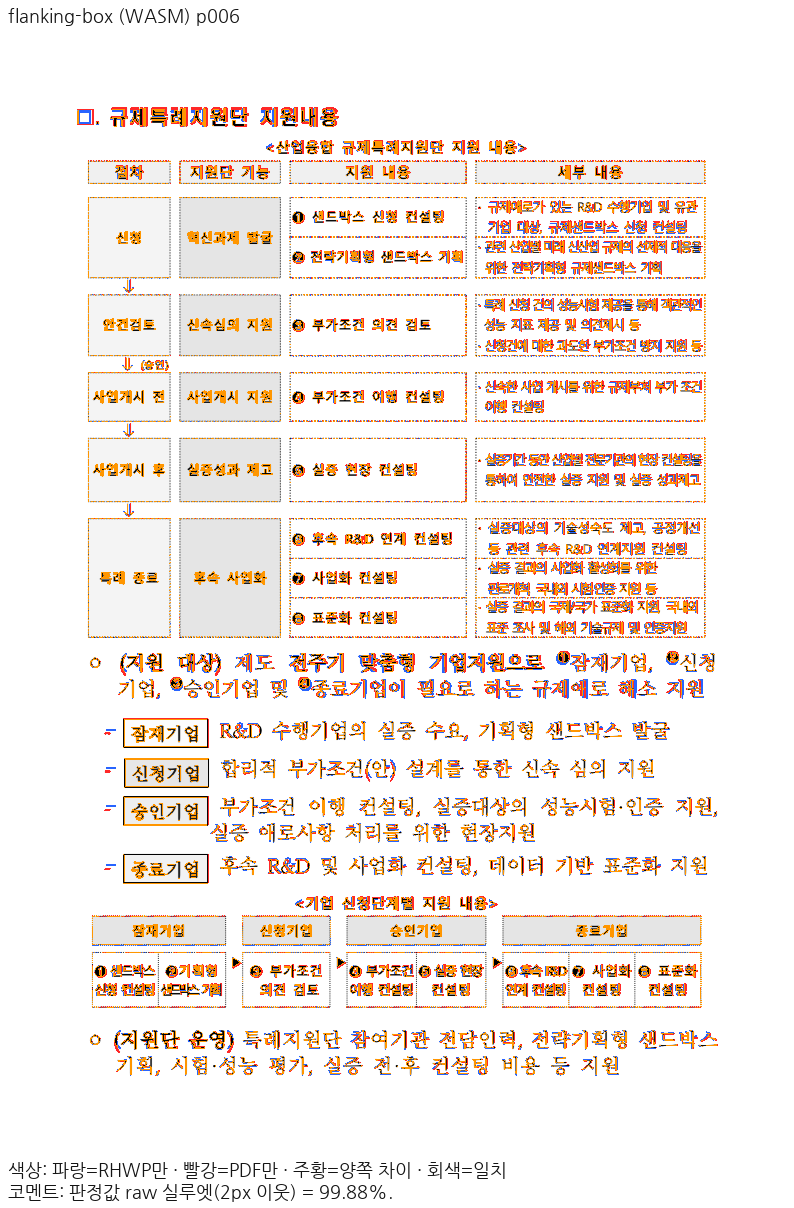 flanking-box (WASM) p006
□. 규제특례지원단 지원내용
<산업융합 규제특례지원단 지원 내용>
절차 지원단 기능 지원 내용 세부 내용
신청 혁신과제 발굴
❶ 샌드박스 신청 컨설팅
· 규제애로가 있는 R&D 수행기업 및 유관
기업 대상, 규제샌드박스 신청 컨설팅
❷ 전략기획형 샌드박스 기획
· 관련 산업별 미래 신산업 규제의 선제적 대응을
위한 전략기획형 규제샌드박스 기획
⇓
안건검토 신속심의 지원 ❸ 부가조건 의견 검토
· 특례 신청 건의 성능시험 제공을 통해 객관적인
성능 지표 제공 및 의견제시 등
· 신청건에 대한 과도한 부가조건 방지 지원 등
⇓ (승인)
사업개시 전 사업개시 지원 ❹ 부가조건 이행 컨설팅
· 신속한 사업 개시를 위한 규제부처 부가 조건
이행 컨설팅
⇓
사업개시 후 실증성과 제고 ❺ 실증 현장 컨설팅
· 실증기간 동안 산업별 전문기관의 현장 컨설팅을
통하여 안전한 실증 지원 및 실증 성과제고
⇓
특례 종료 후속 사업화
❻ 후속 R&D 연계 컨설팅
· 실증대상의 기술성숙도 제고, 공정개선
등 관련 후속 R&D 연계지원 컨설팅
❼ 사업화 컨설팅
· 실증 결과의 사업화 활성화를 위한
판로개척, 국내외 시험인증 지원 등
❽ 표준화 컨설팅
· 실증 결과의 국제/국가 표준화 지원, 국내외
표준 조사 및 해외 기술규제 및 인증지원
○ (지원 대상) 제도 전주기 맞춤형 기업지원으로 ❶잠재기업, ❷신청
기업, ❸승인기업 및 ❹종료기업이 필요로 하는 규제애로 해소 지원
- 잠재기업 R&D 수행기업의 실증 수요, 기획형 샌드박스 발굴
- 신청기업 합리적 부가조건(안) 설계를 통한 신속 심의 지원
- 승인기업 부가조건 이행 컨설팅, 실증대상의 성능시험·인증 지원,
실증 애로사항 처리를 위한 현장지원
- 종료기업 후속 R&D 및 사업화 컨설팅, 데이터 기반 표준화 지원
<기업 신청단계별 지원 내용>
잠재기업 신청기업 승인기업 종료기업
❶ 샌드박스 ❷기획형 ▶ ❸ 부가조건 ▶ ❹ 부가조건 ❺ 실증 현장 ▶ ❻후속 R&D ❼ 사업화 ❽ 표준화
신청 컨설팅 샌드박스 기획 의견 검토 이행 컨설팅 컨설팅 연계 컨설팅 컨설팅 컨설팅
○ (지원단 운영) 특례지원단 참여기관 전담인력, 전략기획형 샌드박스
기획, 시험·성능 평가, 실증 전·후 컨설팅 비용 등 지원
색상: 파랑=RHWP만 · 빨강=PDF만 · 주황=양쪽 차이 · 회색=일치
코멘트: 판정값 raw 실루엣(2px 이웃) = 99.88%.